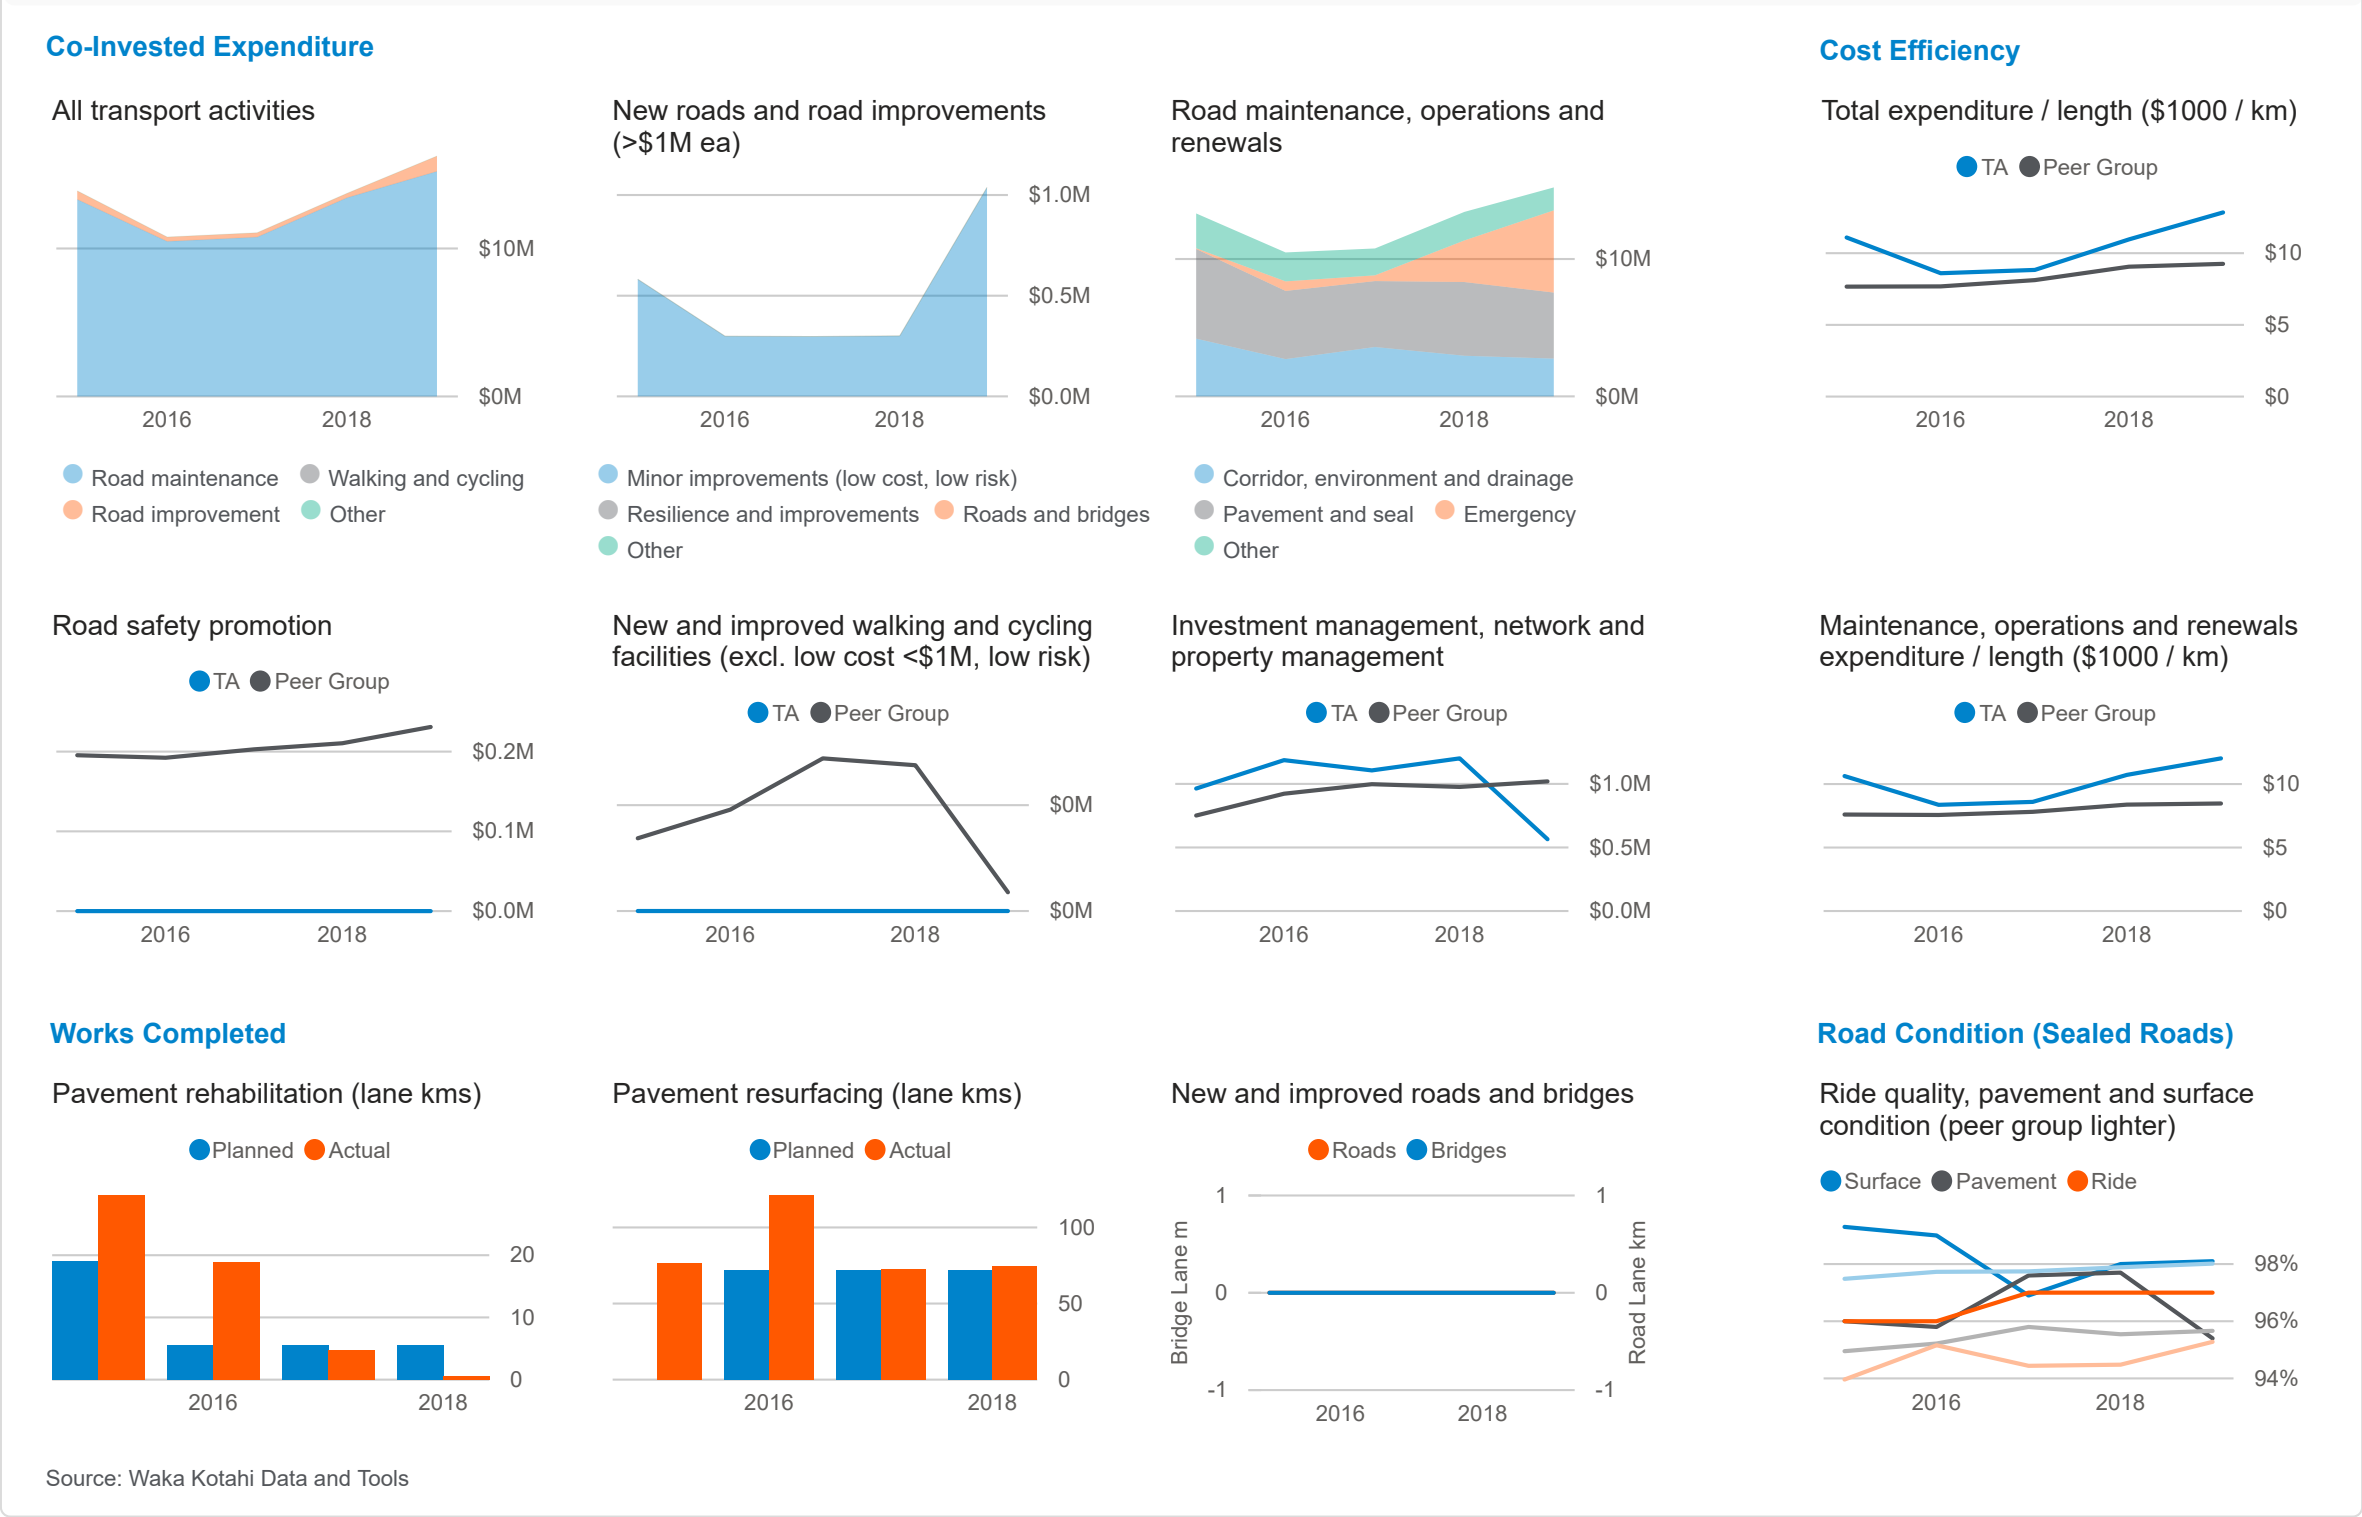 Co-Invested Expenditure
Cost Efficiency
All transport activities
$10M
$0M
2016 2018
Road maintenance Walking and cycling
Road improvement Other
New roads and road improvements
(>$1M ea)
$1.0M
$0.5M
$0.0M
2016 2018
Minor improvements (low cost, low risk)
Resilience and improvements Roads and bridges
Other
Road maintenance, operations and
renewals
$10M
$0M
2016 2018
Corridor, environment and drainage
Pavement and seal Emergency
Other
Total expenditure / length ($1000 / km)
TA Peer Group
$10
$5
$0
2016 2018
Road safety promotion
TA Peer Group
$0.2M
$0.1M
$0.0M
2016 2018
New and improved walking and cycling
facilities (excl. low cost <$1M, low risk)
TA Peer Group
$0M
$0M
2016 2018
Investment management, network and
property management
TA Peer Group
$1.0M
$0.5M
$0.0M
2016 2018
Maintenance, operations and renewals
expenditure / length ($1000 / km)
TA Peer Group
$10
$5
$0
2016 2018
Works Completed
Road Condition (Sealed Roads)
Pavement rehabilitation (lane kms)
Planned Actual
20
10
0
2016 2018
Pavement resurfacing (lane kms)
Planned Actual
100
50
0
2016 2018
New and improved roads and bridges
Roads Bridges
Bridge Lane m
1 1
0 0
-1 -1
Road Lane km
2016 2018
Ride quality, pavement and surface
condition (peer group lighter)
Surface Pavement Ride
98%
96%
94%
2016 2018
Source: Waka Kotahi Data and Tools